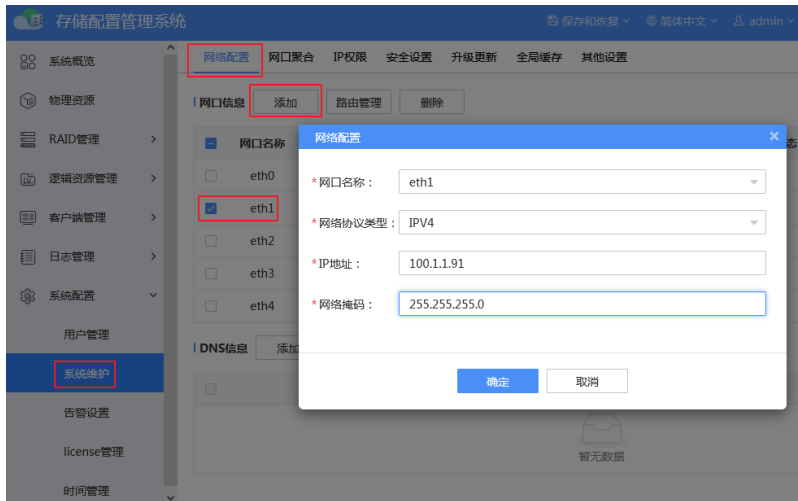 存储配置管理系统
保存和恢复 简体中文 admin
系统概览
物理资源
RAID管理
逻辑资源管理
客户端管理
日志管理
系统配置
用户管理
系统维护
告警设置
license管理
时间管理
网络配置 网口聚合 IP权限 安全设置 升级更新 全局缓存 其他设置
网口信息 添加 路由管理 删除
网口名称 态
eth0
eth1
eth2
eth3
eth4
DNS信息 添加
暂无数据
网络配置
*网口名称： eth1
*网络协议类型： IPV4
*IP地址： 100.1.1.91
*网络掩码： 255.255.255.0
确定 取消